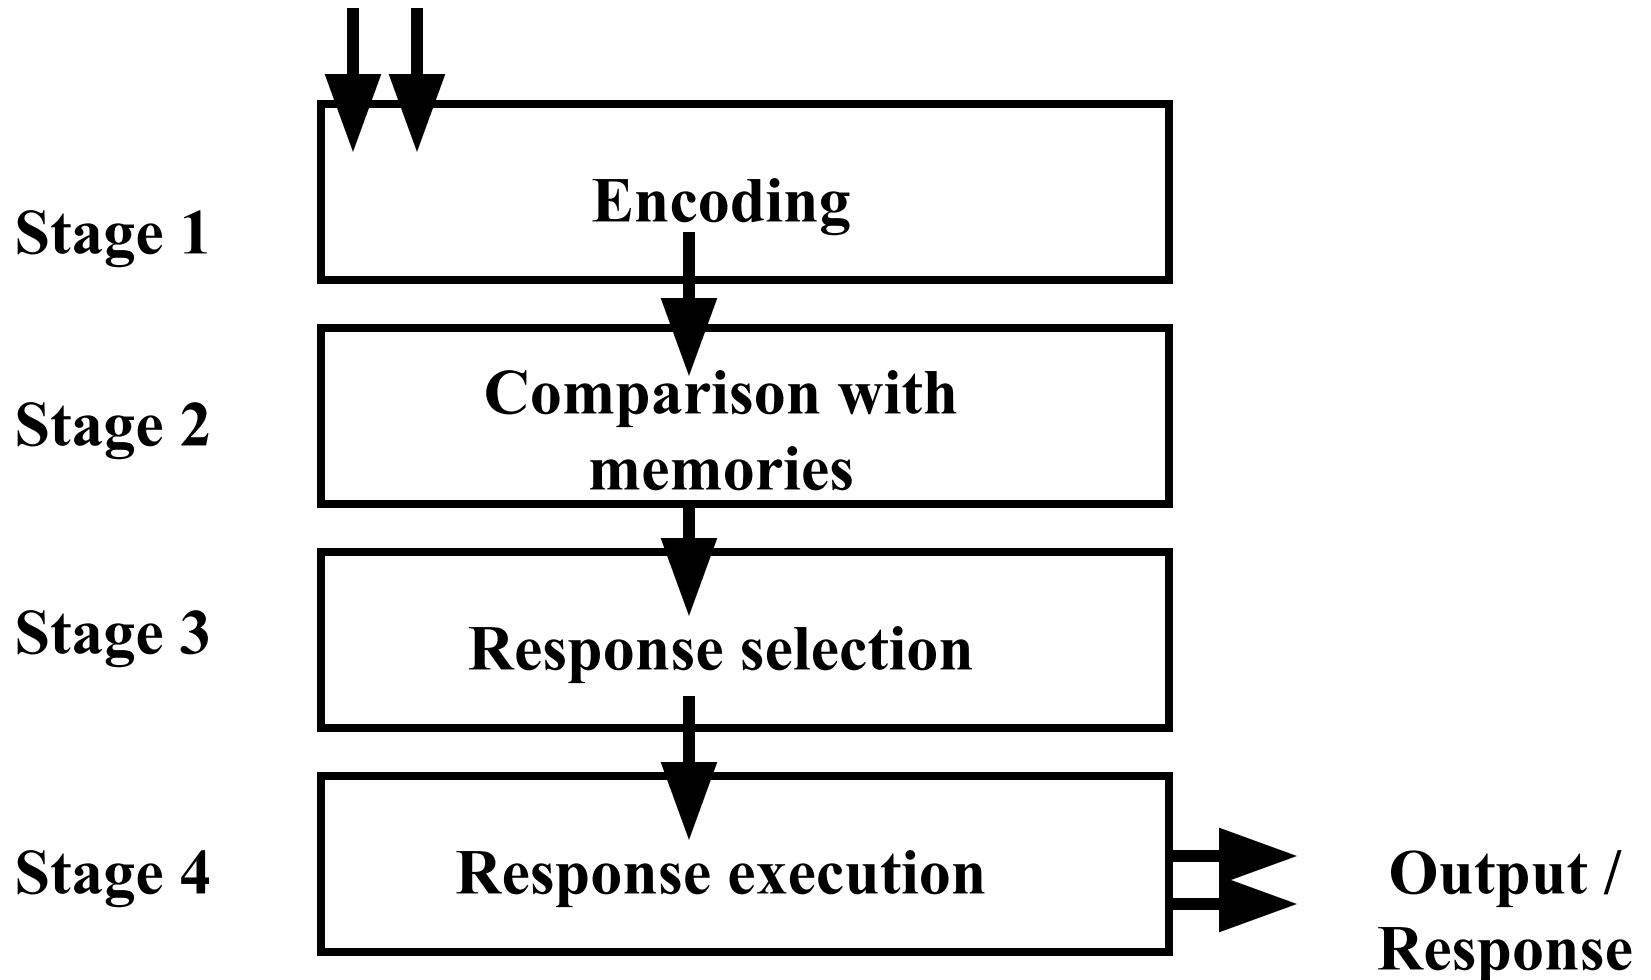 Stage 1
Encoding
Stage 2
Comparison with
memories
Stage 3
Response selection
Stage 4
Response execution
Output /
Response